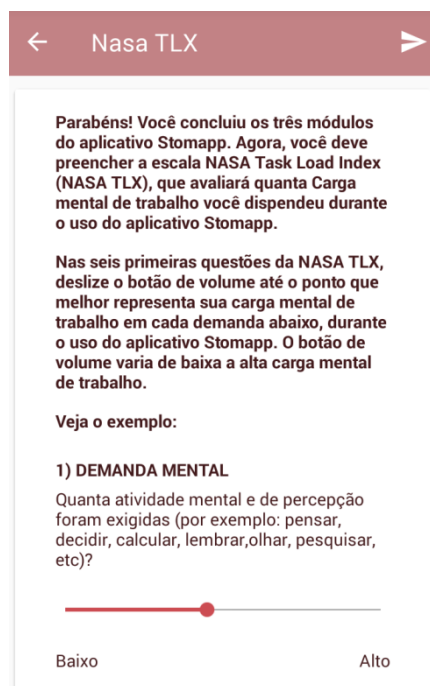 Nasa TLX
Parabéns! Você concluiu os três módulos
do aplicativo Stomapp. Agora, você deve
preencher a escala NASA Task Load Index
(NASA TLX), que avaliará quanta Carga
mental de trabalho você dispendeu durante
o uso do aplicativo Stomapp.
Nas seis primeiras questões da NASA TLX,
deslize o botão de volume até o ponto que
melhor representa sua carga mental de
trabalho em cada demanda abaixo, durante
o uso do aplicativo Stomapp. O botão de
volume varia de baixa a alta carga mental
de trabalho.
Veja o exemplo:
1) DEMANDA MENTAL
Quanta atividade mental e de percepção
foram exigidas (por exemplo: pensar,
decidir, calcular, lembrar,olhar, pesquisar,
etc)?
Baixo Alto